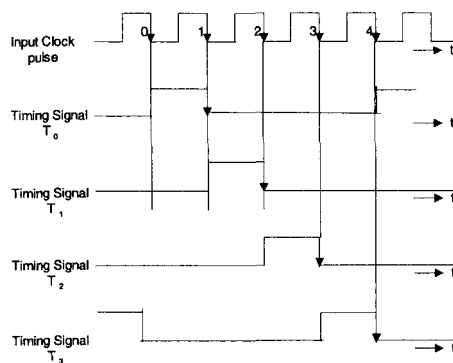 0 1 2 3 4
Input Clock
pulse
t
Timing Signal
T0
t
Timing Signal
T1
t
Timing Signal
T2
t
Timing Signal
T3
t